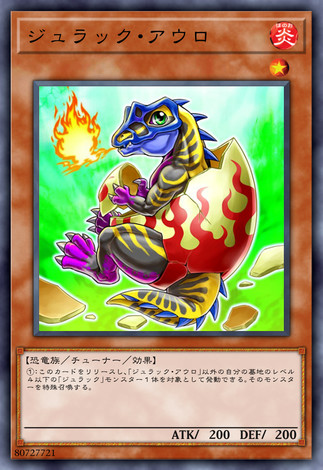 ジュラック・アウロ
ほのお
炎
【恐竜族／チューナー／効果】
①:このカードをリリースし、「ジュラック・アウロ」以外の自分の墓地のレベル
4以下の「ジュラック」モンスター1体を対象として発動できる。そのモンスター
を特殊召喚する。
ATK/ 200 DEF/ 200
80727721